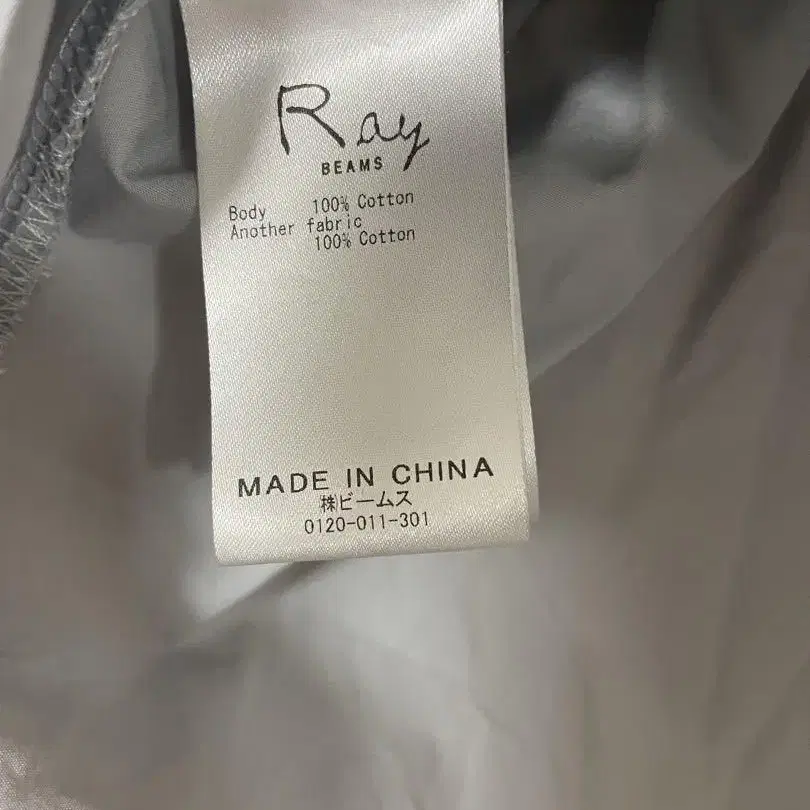 Ray
BEAMS
Body 100% Cotton
Another fabric
100% Cotton
MADE IN CHINA
㈱ビームス
0120-011-301